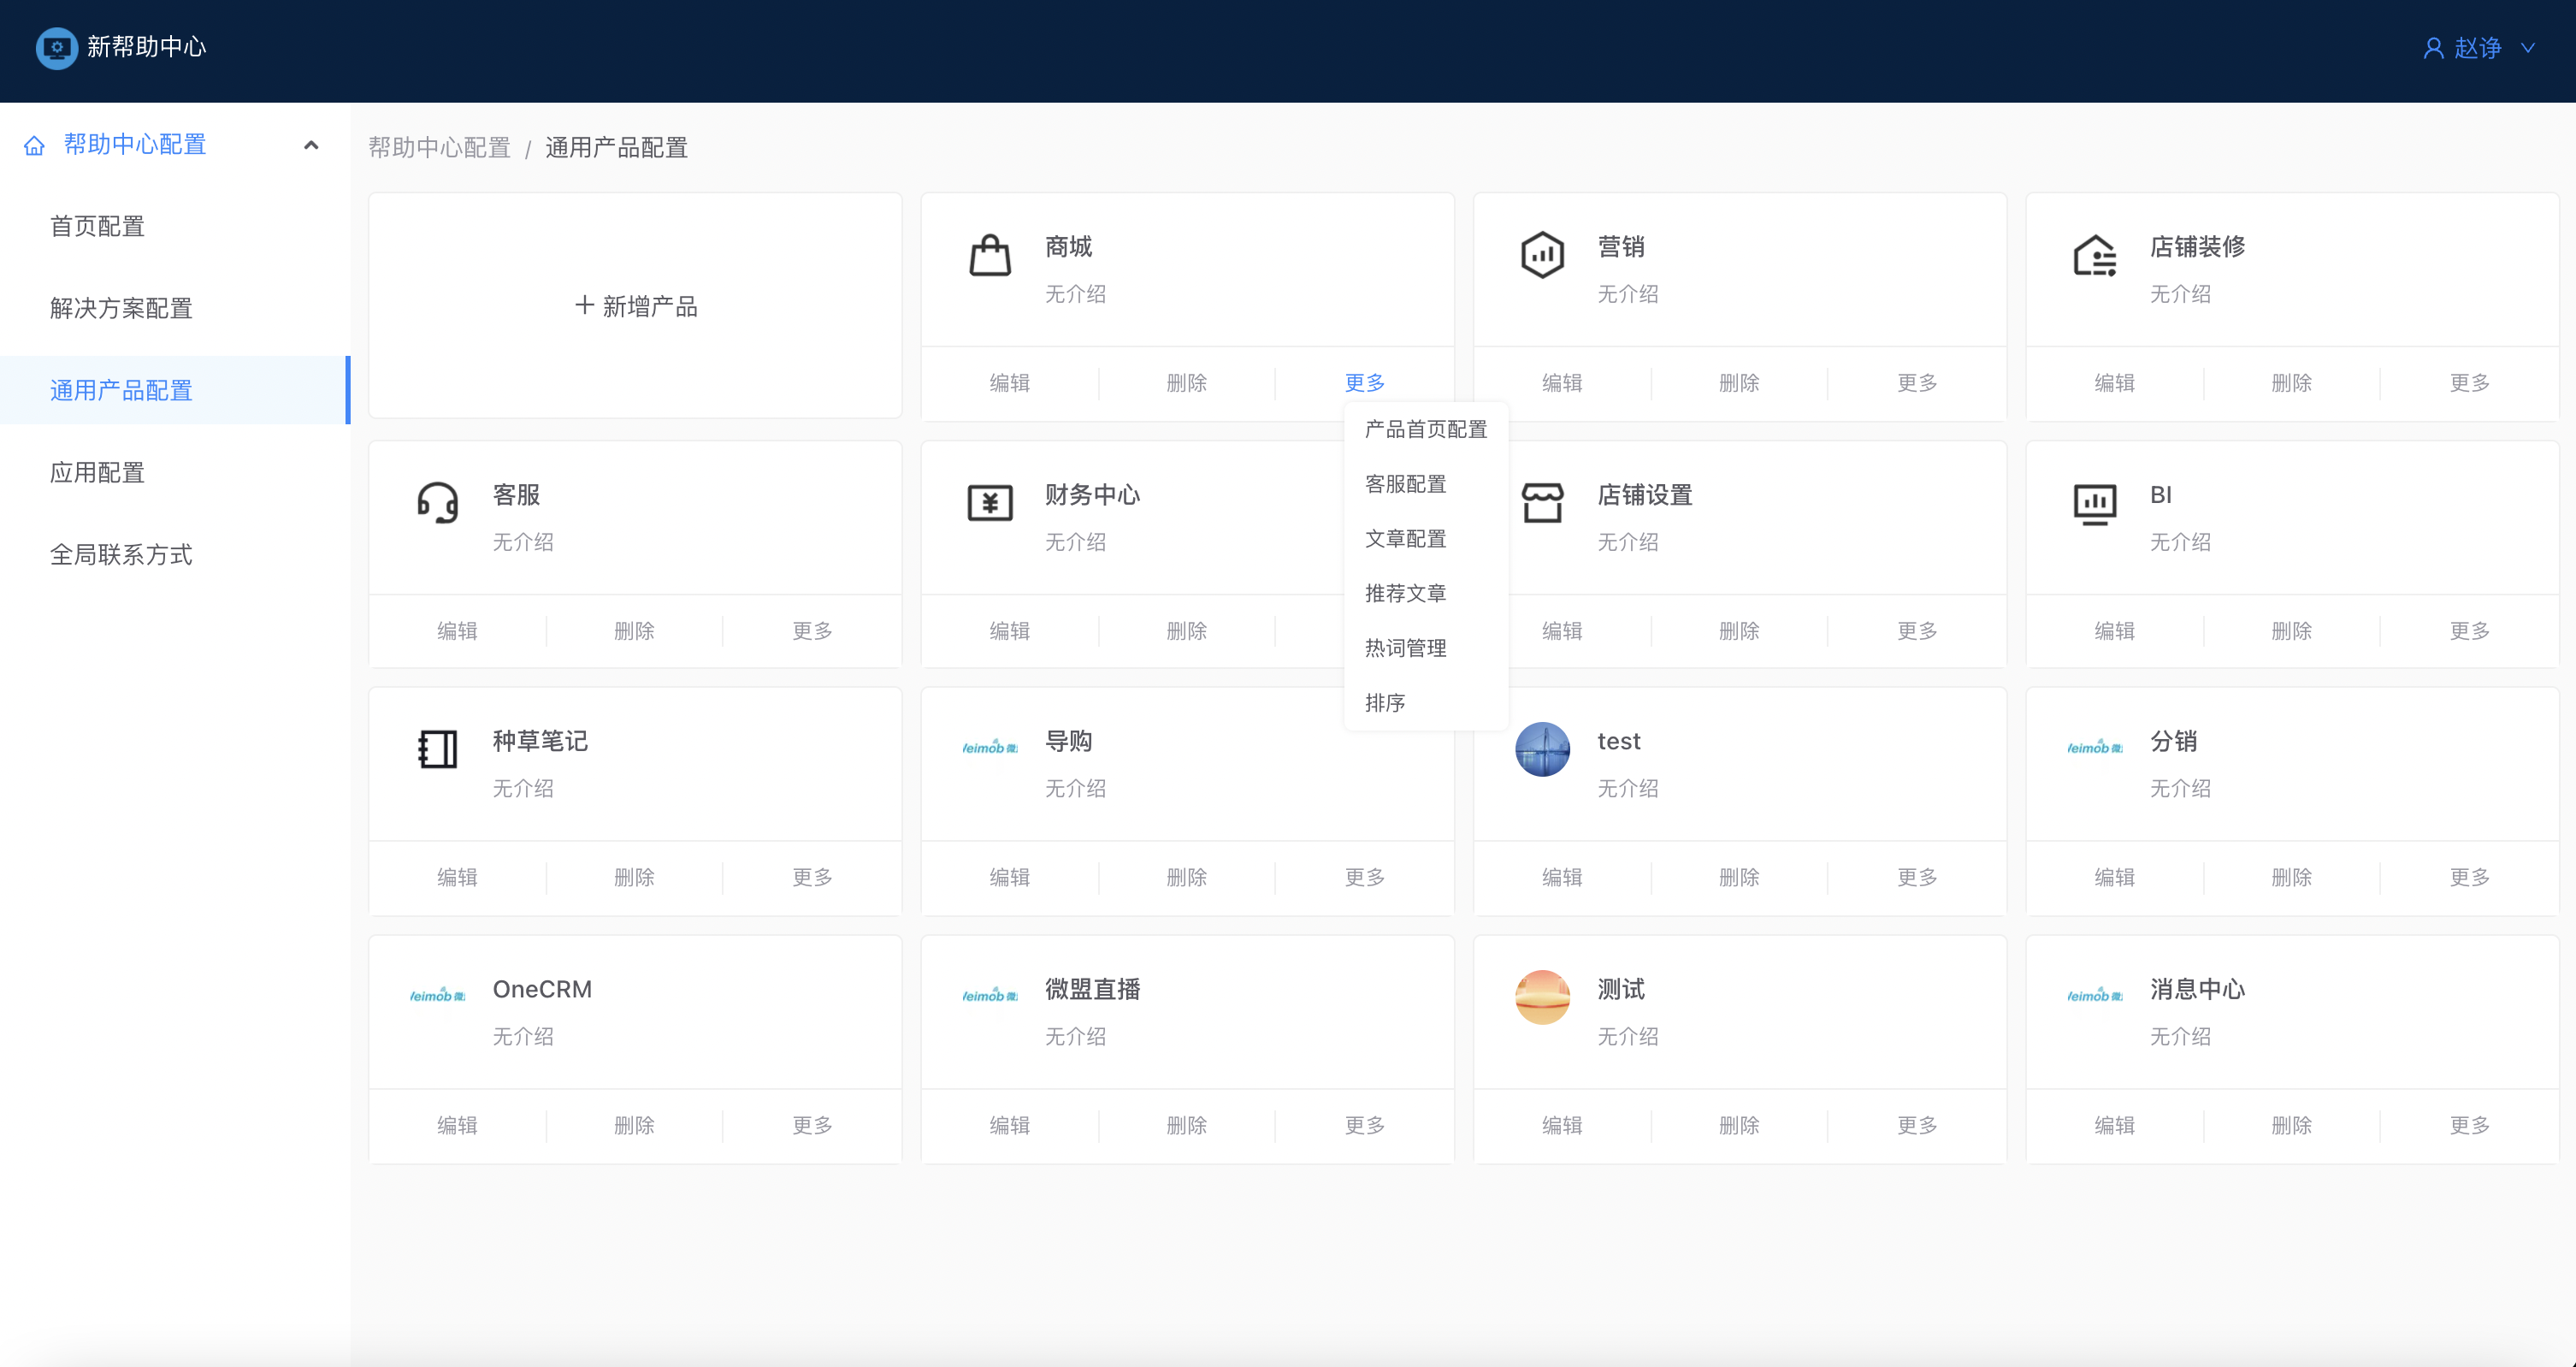 新帮助中心
赵诤
帮助中心配置
首页配置
解决方案配置
通用产品配置
应用配置
全局联系方式
帮助中心配置 / 通用产品配置
+ 新增产品
商城
无介绍
编辑 删除 更多
营销
无介绍
编辑 删除 更多
店铺装修
无介绍
编辑 删除 更多
产品首页配置
客服配置
文章配置
推荐文章
热词管理
排序
客服
无介绍
编辑 删除 更多
财务中心
无介绍
编辑 删除
店铺设置
无介绍
编辑 删除 更多
BI
无介绍
编辑 删除 更多
种草笔记
无介绍
编辑 删除 更多
eimob 微
导购
无介绍
编辑 删除 更多
test
无介绍
编辑 删除 更多
eimob 微
分销
无介绍
编辑 删除 更多
eimob 微
OneCRM
无介绍
编辑 删除 更多
eimob 微
微盟直播
无介绍
编辑 删除 更多
测试
无介绍
编辑 删除 更多
eimob 微
消息中心
无介绍
编辑 删除 更多